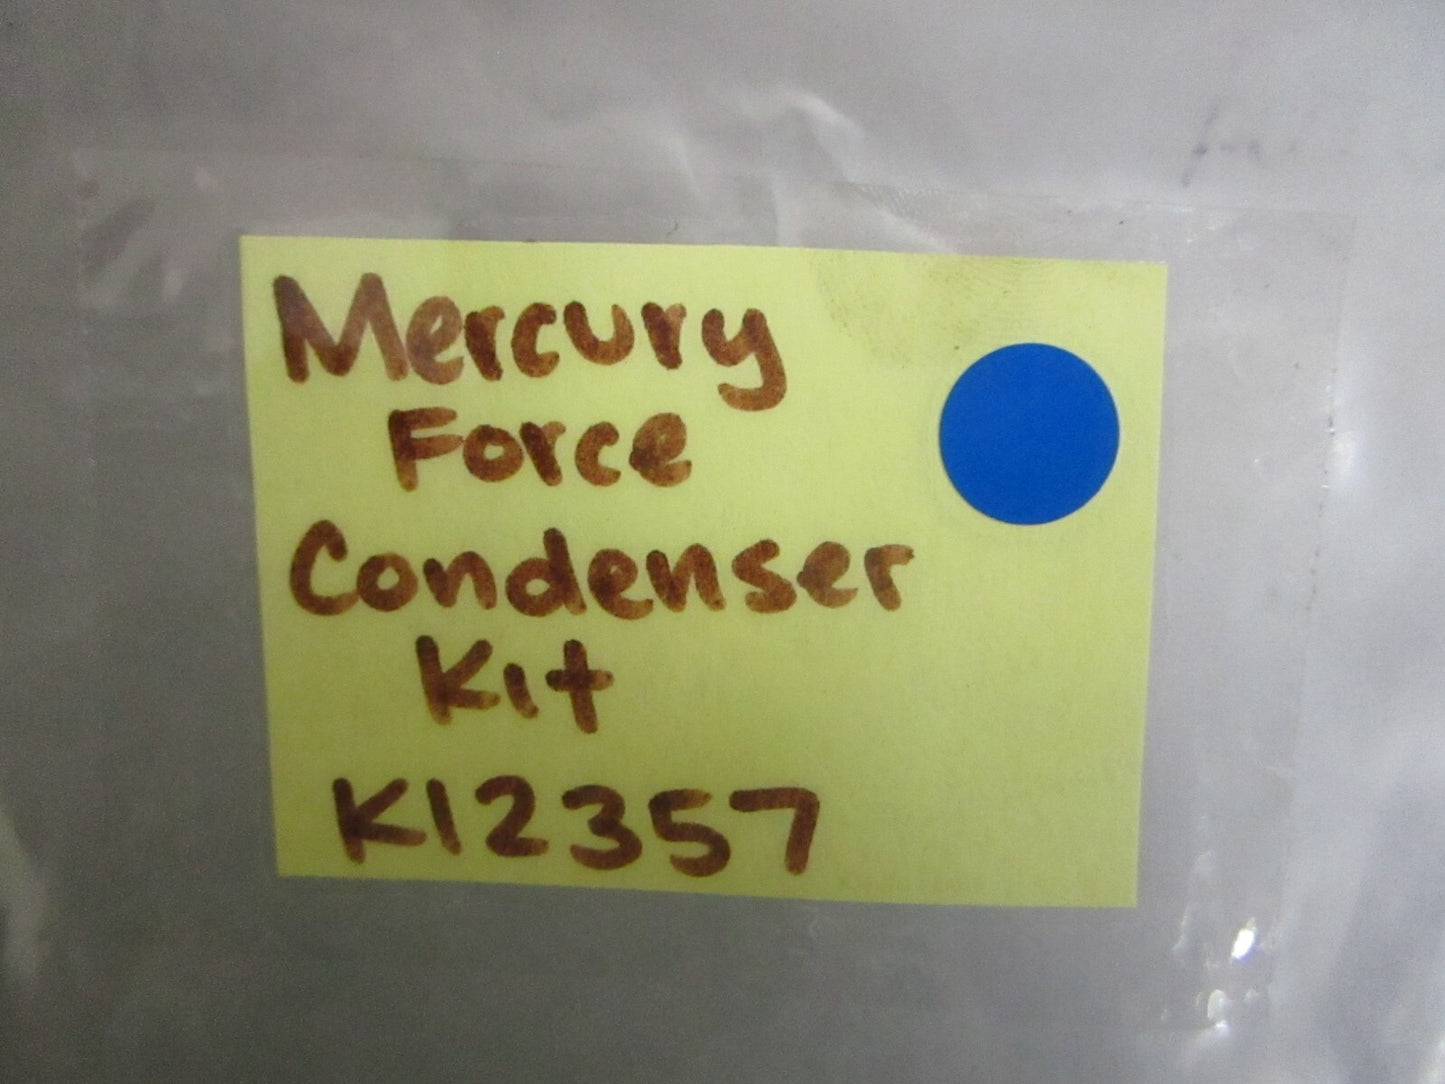 Mercury
Force
Condenser
Kit
K12357